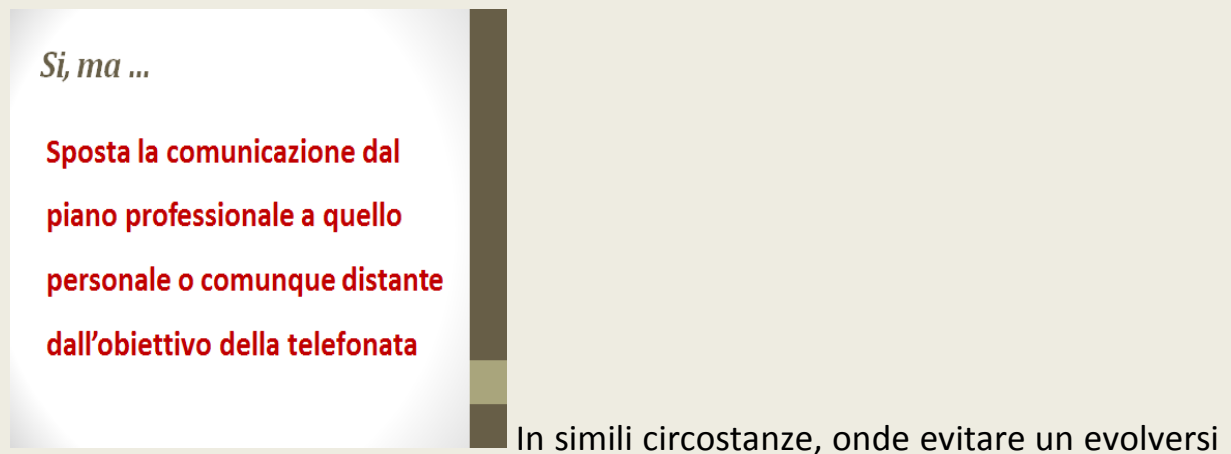 Si, ma ...
Sposta la comunicazione dal
piano professionale a quello
personale o comunque distante
dall’obiettivo della telefonata
In simili circostanze, onde evitare un evolversi